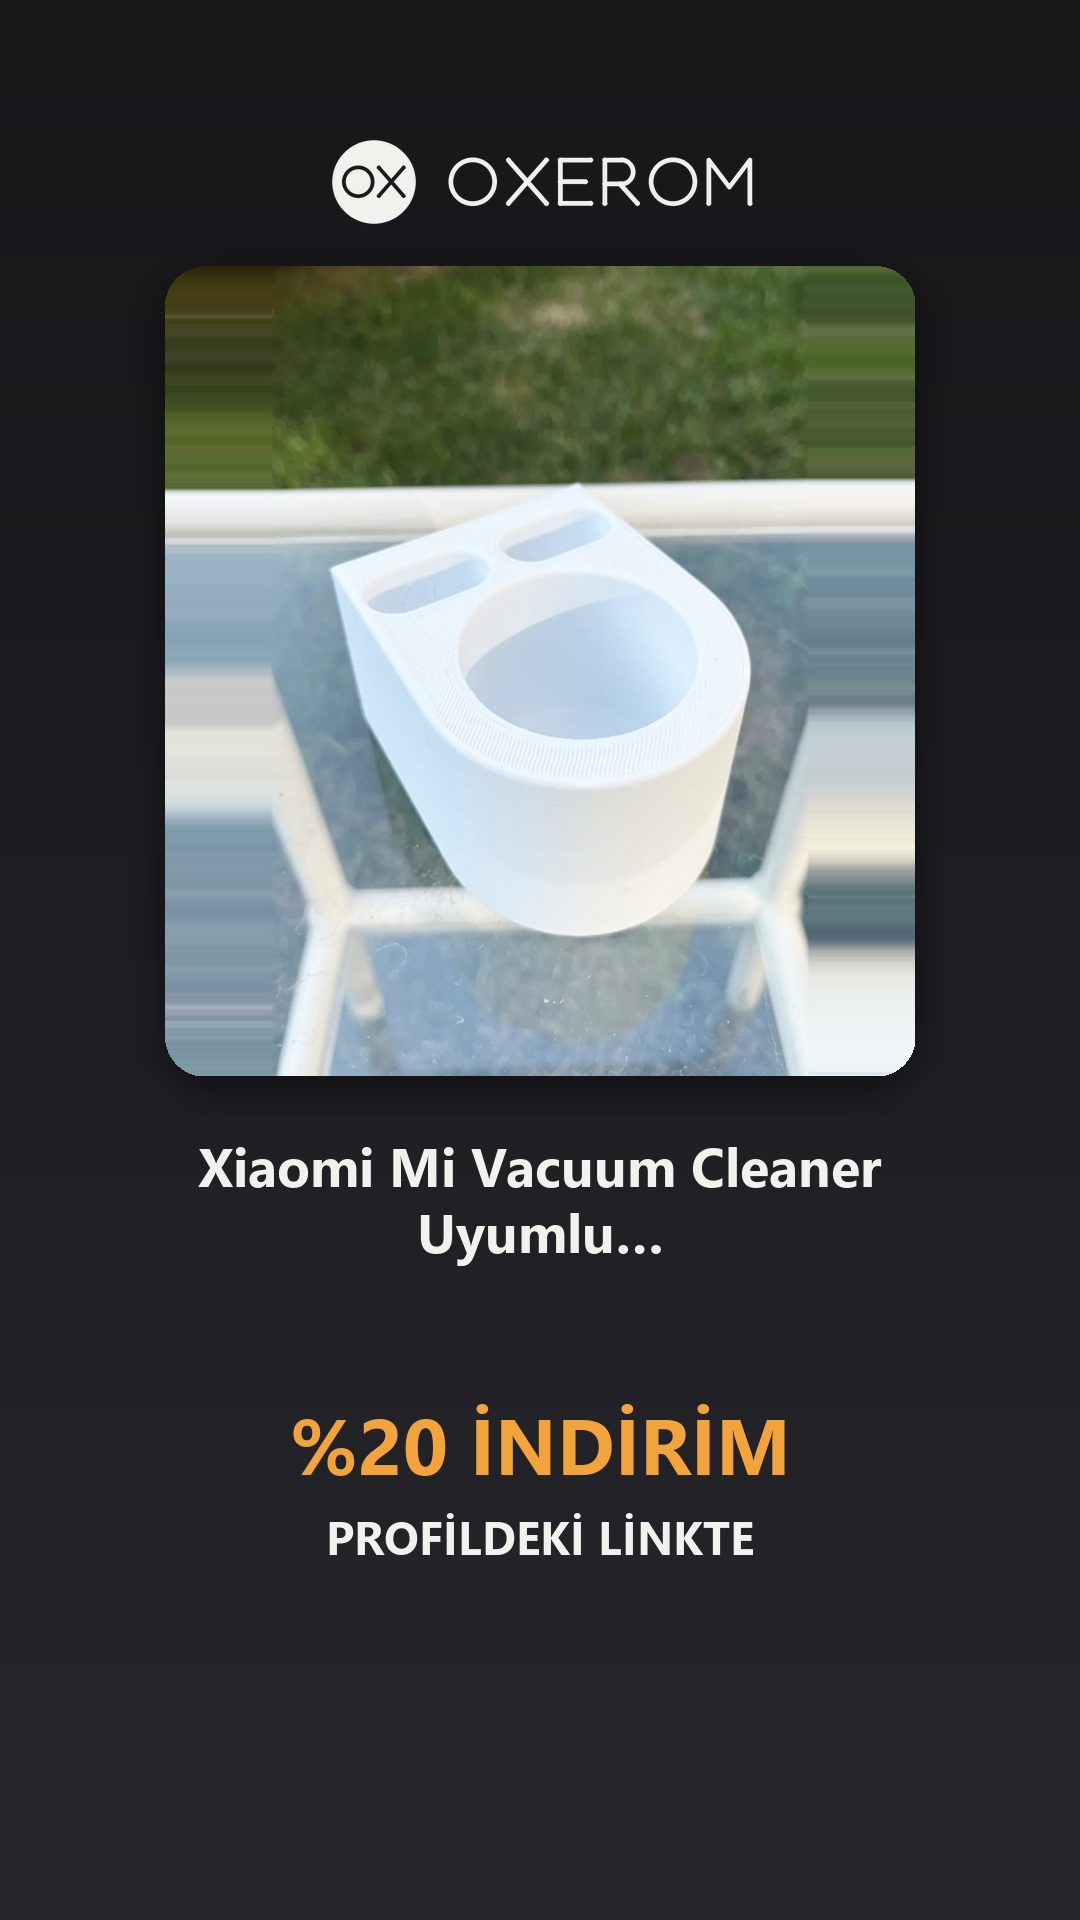 OX OXEROM
Xiaomi Mi Vacuum Cleaner
Uyumlu...
%20 İNDİRİM
PROFİLDEKİ LİNKTE